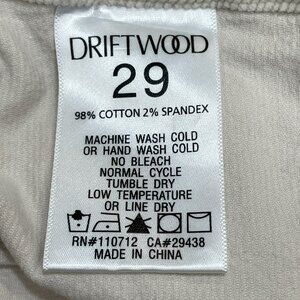 DRIFTWOOD
29
98% COTTON 2% SPANDEX
MACHINE WASH COLD
OR HAND WASH COLD
NO BLEACH
NORMAL CYCLE
TUMBLE DRY
LOW TEMPERATURE
OR LINE DRY
RN#110712 CA#29438
MADE IN CHINA